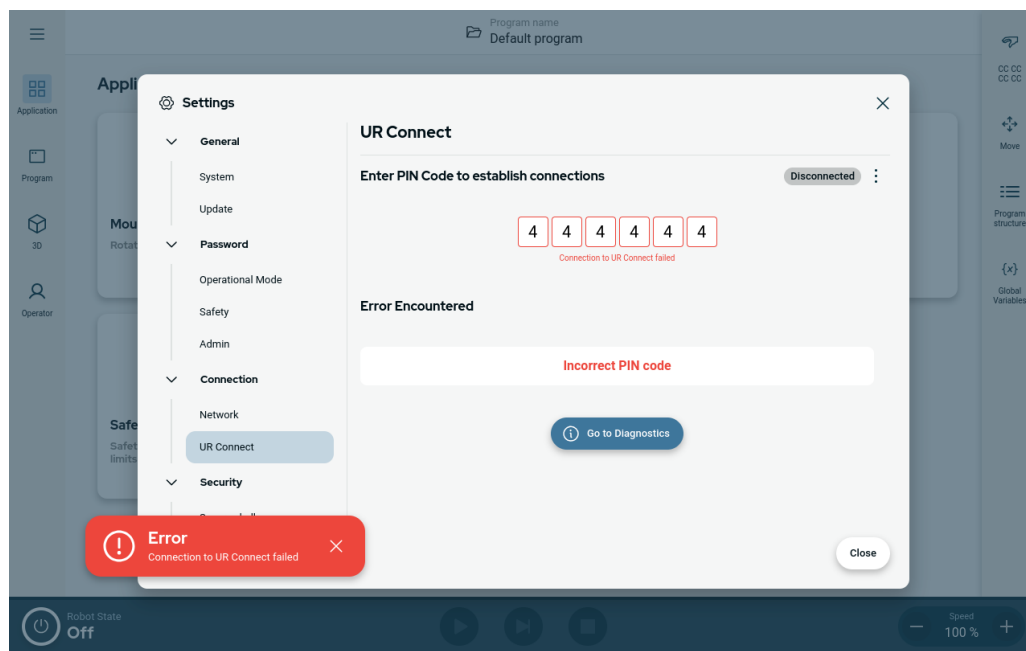 Program name
Default program
Application
Program
3D
Operator
Appli
Mou
Rotat
Safe
Safet
limits
Settings
General
System
Update
Password
Operational Mode
Safety
Admin
Connection
Network
UR Connect
Security
UR Connect
Enter PIN Code to establish connections
Disconnected
4 4 4 4 4 4
Connection to UR Connect failed
Error Encountered
Incorrect PIN code
Go to Diagnostics
Close
Error
Connection to UR Connect failed
CC CC
CC CC
Move
Program
structure
{x}
Global
Variables
Robot State
Off
Speed
100 %